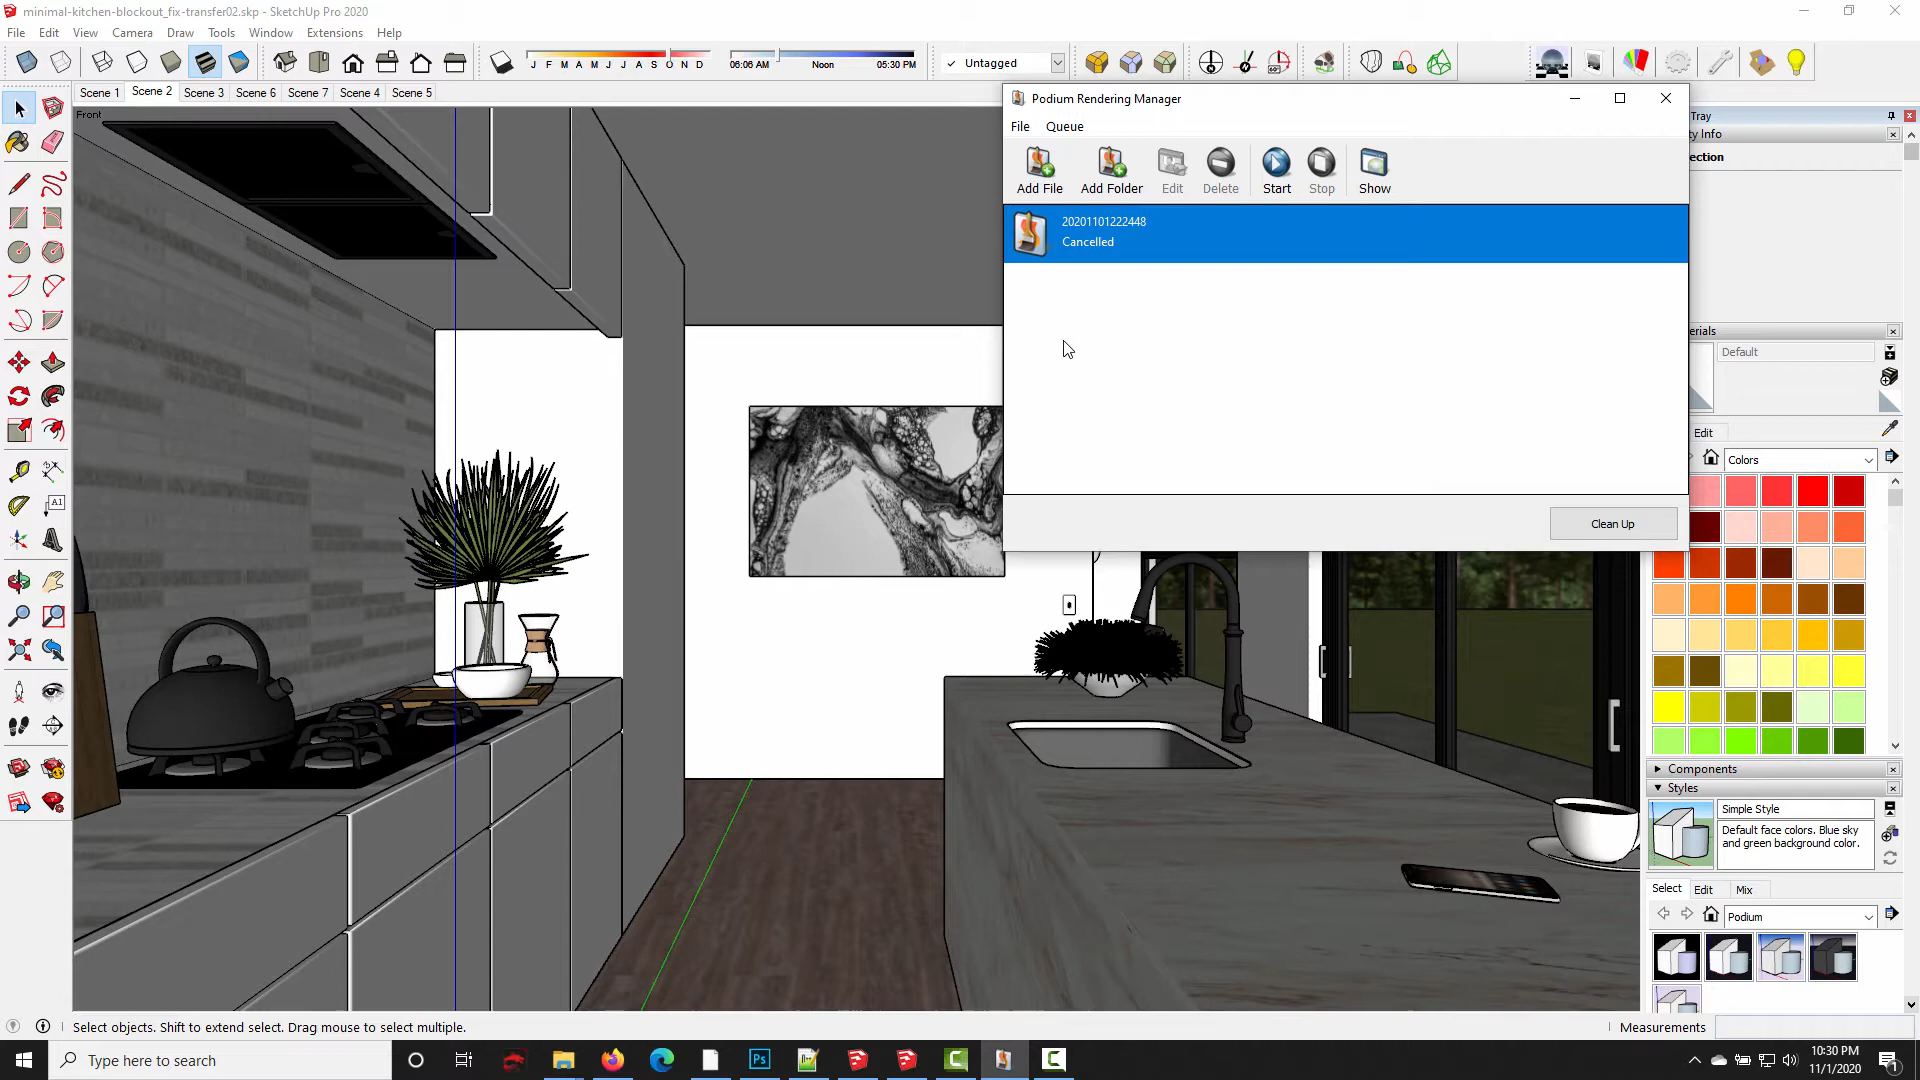 minimal-kitchen-blockout_fix-transfer02.skp - SketchUp Pro 2020
File Edit View Camera Draw Tools Window Extensions Help
J F M A M J J A S O N D
06:06 AM Noon 05:30 PM
Untagged
Scene 1 Scene 2 Scene 3 Scene 6 Scene 7 Scene 4 Scene 5
Front
Podium Rendering Manager
File Queue
Add File Add Folder Edit Delete Start Stop Show
20201101222448
Cancelled
Clean Up
Tray
ty Info
ection
erials
Default
Edit
Colors
Components
Styles
Simple Style
Default face colors. Blue sky
and green background color.
Select Edit Mix
Podium
Select objects. Shift to extend select. Drag mouse to select multiple.
Measurements
Type here to search
Ps
10:30 PM
11/1/2020
1